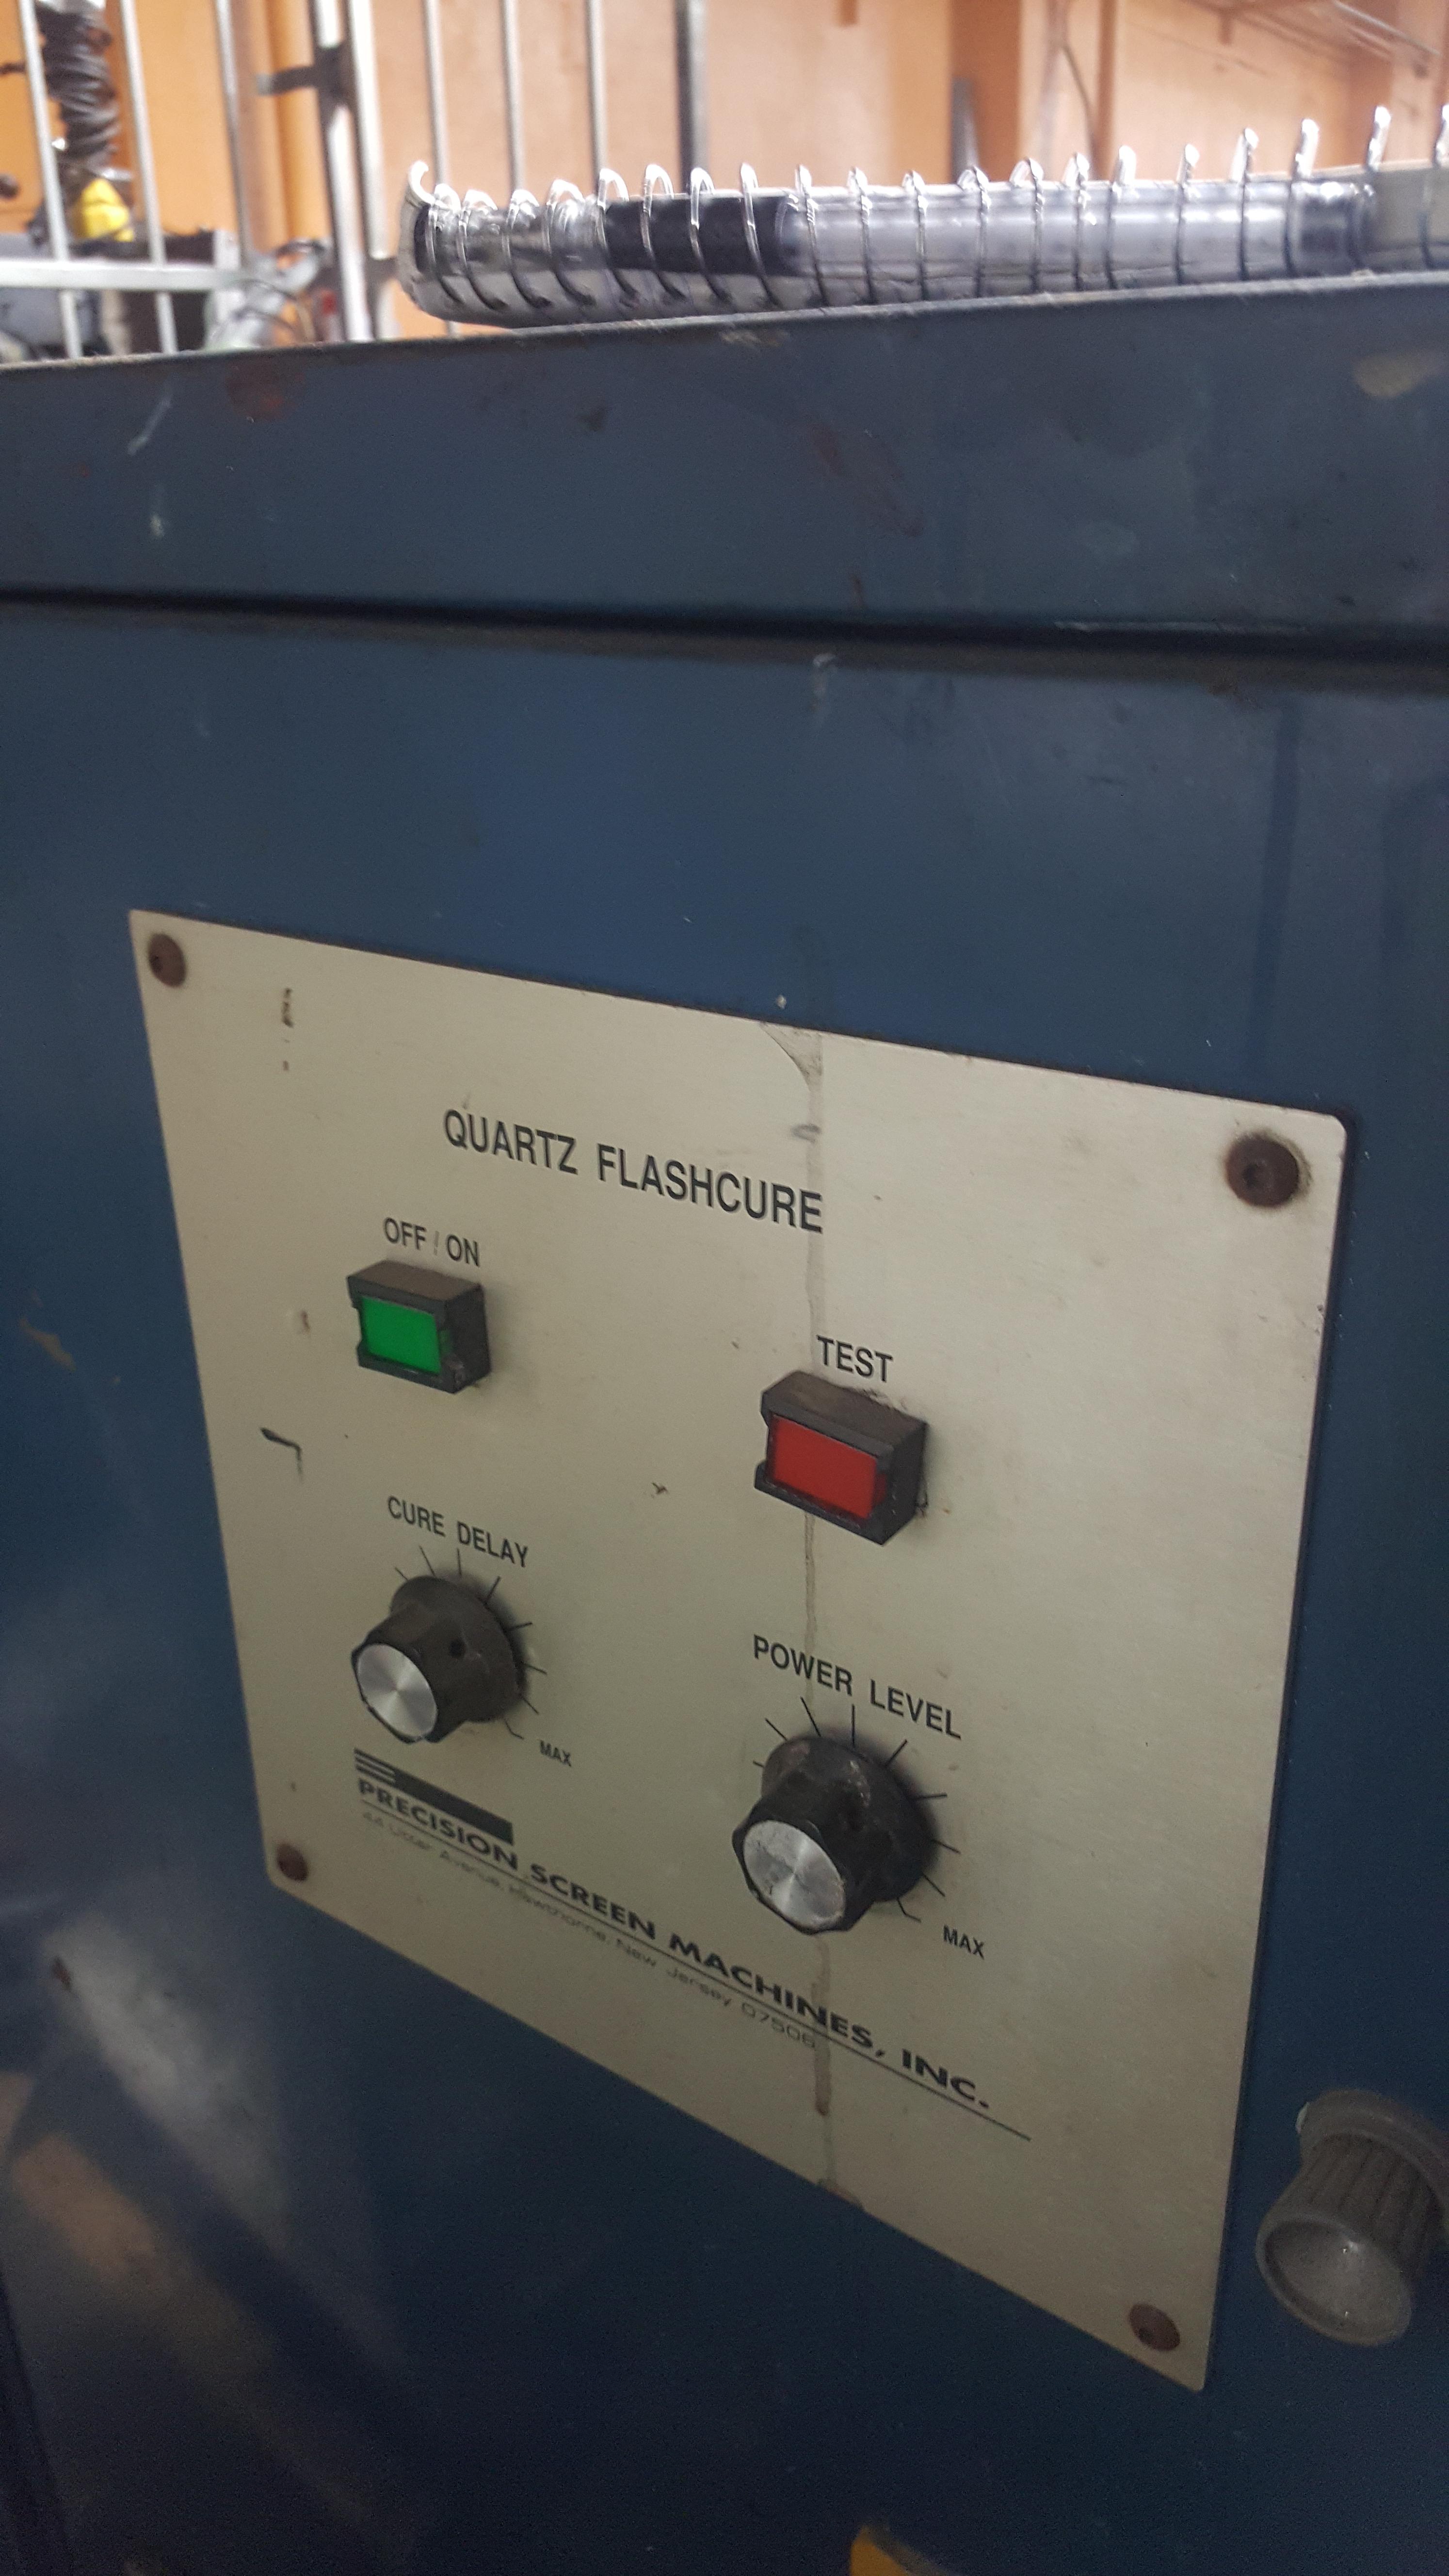 QUARTZ FLASHCURE
OFF / ON
TEST
CURE DELAY
POWER LEVEL
MAX
MAX
PRECISION SCREEN MACHINES, INC.
44 Utter Avenue, Hawthorne, New Jersey 07506